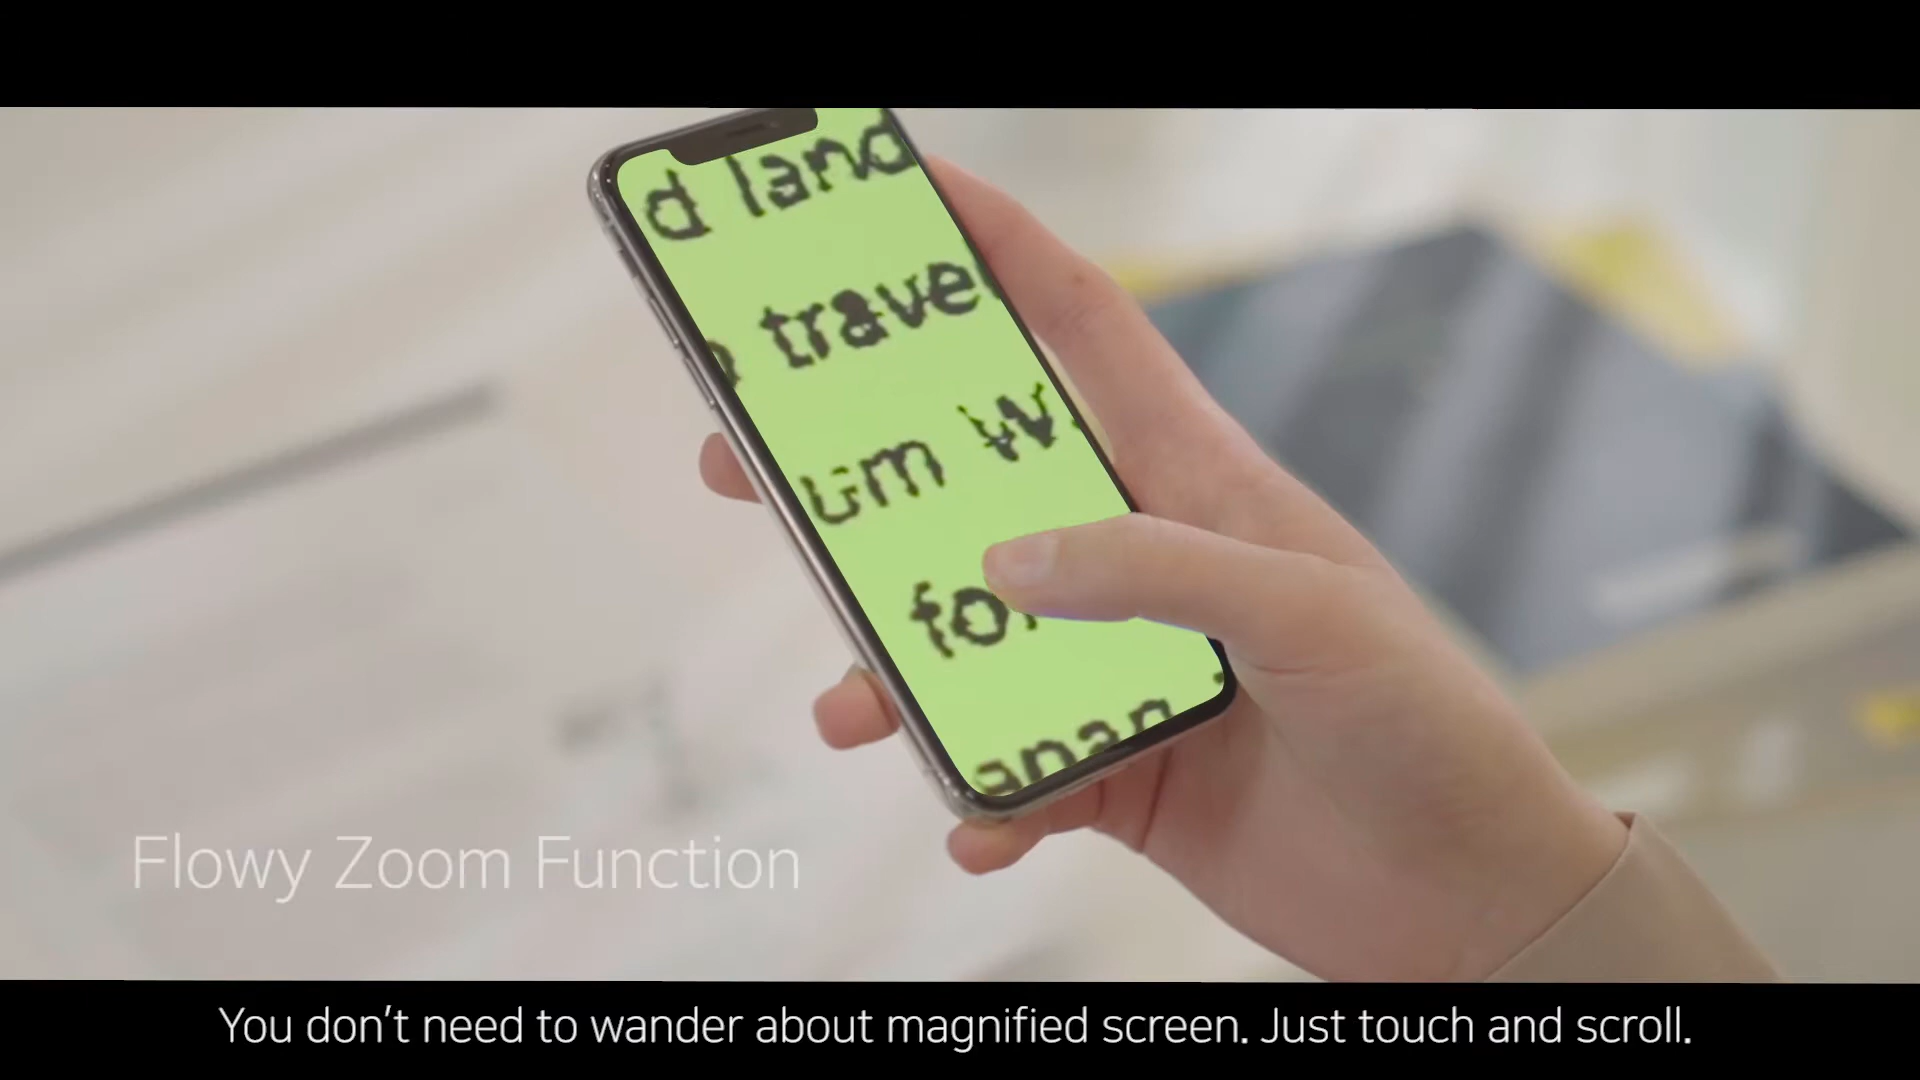 d land
travel
um w
fo
anan
Flowy Zoom Function
You don't need to wander about magnified screen. Just touch and scroll.